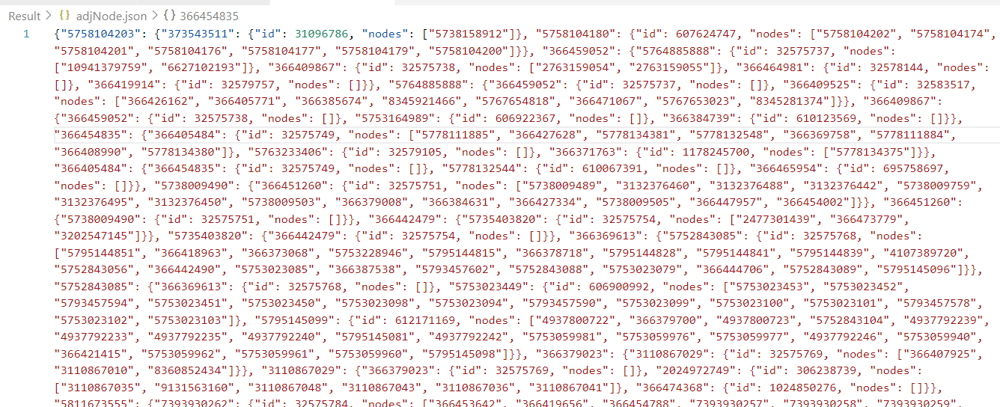 Result > {} adjNode.json > {} 366454835
1 {"5758104203": {"373543511": {"id": 31096786, "nodes": ["5738158912"]}, "5758104180": {"id": 607624747, "nodes": ["5758104202", "5758104174",
"5758104201", "5758104176", "5758104177", "5758104179", "5758104200"]}}, "366459052": {"5764885888": {"id": 32575737, "nodes":
["10941379759", "6627102193"]}, "366409867": {"id": 32575738, "nodes": ["2763159054", "2763159055"]}, "366464981": {"id": 32578144, "nodes":
[]}, "366419914": {"id": 32579757, "nodes": []}}, "5764885888": {"366459052": {"id": 32575737, "nodes": []}, "366409525": {"id": 32583517,
"nodes": ["366426162", "366405771", "366385674", "8345921466", "5767654818", "366471067", "5767653023", "8345281374"]}}, "366409867":
{"366459052": {"id": 32575738, "nodes": []}, "5753164989": {"id": 606922367, "nodes": []}, "366384739": {"id": 610123569, "nodes": []}},
"366454835": {"366405484": {"id": 32575749, "nodes": ["5778111885", "366427628", "5778134381", "5778132548", "366369758", "5778111884",
"366408990", "5778134380"]}, "5763233406": {"id": 32579105, "nodes": []}, "366371763": {"id": 1178245700, "nodes": ["5778134375"]}},
"366405484": {"366454835": {"id": 32575749, "nodes": []}, "5778132544": {"id": 610067391, "nodes": []}, "366465954": {"id": 695758697,
"nodes": []}}, "5738009490": {"366451260": {"id": 32575751, "nodes": ["5738009489", "3132376460", "3132376488", "3132376442", "5738009759",
"3132376495", "3132376450", "5738009503", "366379008", "366384631", "366427334", "5738009505", "366447957", "366454002"]}}, "366451260":
{"5738009490": {"id": 32575751, "nodes": []}}, "366442479": {"5735403820": {"id": 32575754, "nodes": ["2477301439", "366473779",
"3202547145"]}}, "5735403820": {"366442479": {"id": 32575754, "nodes": []}}, "366369613": {"5752843085": {"id": 32575768, "nodes":
["5795144851", "366418963", "366373068", "5753228946", "5795144815", "366378718", "5795144828", "5795144841", "5795144839", "4107389720",
"5752843056", "366442490", "5753023085", "366387538", "5793457602", "5752843088", "5753023079", "366444706", "5752843089", "5795145096"]}},
"5752843085": {"366369613": {"id": 32575768, "nodes": []}, "5753023449": {"id": 606900992, "nodes": ["5753023453", "5753023452",
"5793457594", "5753023451", "5753023450", "5753023098", "5753023094", "5793457590", "5753023099", "5753023100", "5753023101", "5793457578",
"5753023102", "5753023103"]}, "5795145099": {"id": 612171169, "nodes": ["4937800722", "366379700", "4937800723", "5752843104", "4937792239",
"4937792233", "4937792235", "4937792240", "5795145081", "4937792242", "5753059981", "5753059976", "5753059977", "4937792246", "5753059940",
"366421415", "5753059962", "5753059961", "5753059960", "5795145098"]}}, "366379023": {"3110867029": {"id": 32575769, "nodes": ["366407925",
"3110867010", "8360852434"]}}, "3110867029": {"366379023": {"id": 32575769, "nodes": []}, "2024972749": {"id": 306238739, "nodes":
["3110867035", "9131563160", "3110867048", "3110867043", "3110867036", "3110867041"]}, "366474368": {"id": 1024850276, "nodes": []}},
"5811673555": {"7393930262": {"id": 32575784, "nodes": ["366453642", "366419656", "366454788", "7393930257", "7393930258", "7393930259",